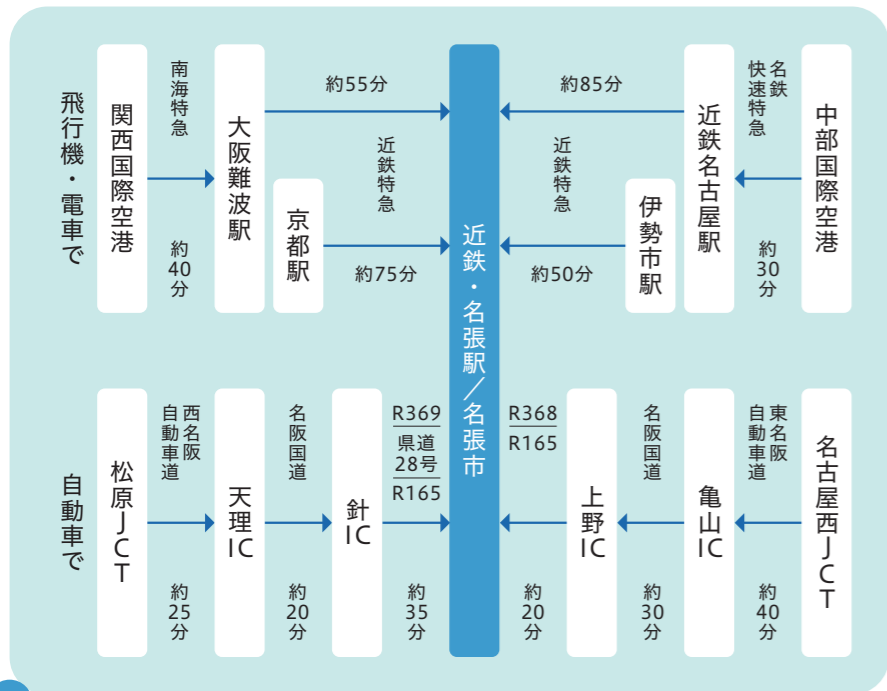 飛行機・電車で
関西国際空港
南海特急
約40分
大阪難波駅
約55分
京都駅
近鉄特急
約75分
近鉄・名張駅／名張市
約85分
近鉄特急
約50分
伊勢市駅
近鉄名古屋駅
名鉄
快速特急
約30分
中部国際空港
自動車で
松原JCT
西名阪
自動車道
約25分
天理IC
名阪国道
約20分
針IC
R369
県道
28号
R165
約35分
R368
R165
約20分
上野IC
名阪国道
約30分
亀山IC
東名阪
自動車道
約40分
名古屋西JCT